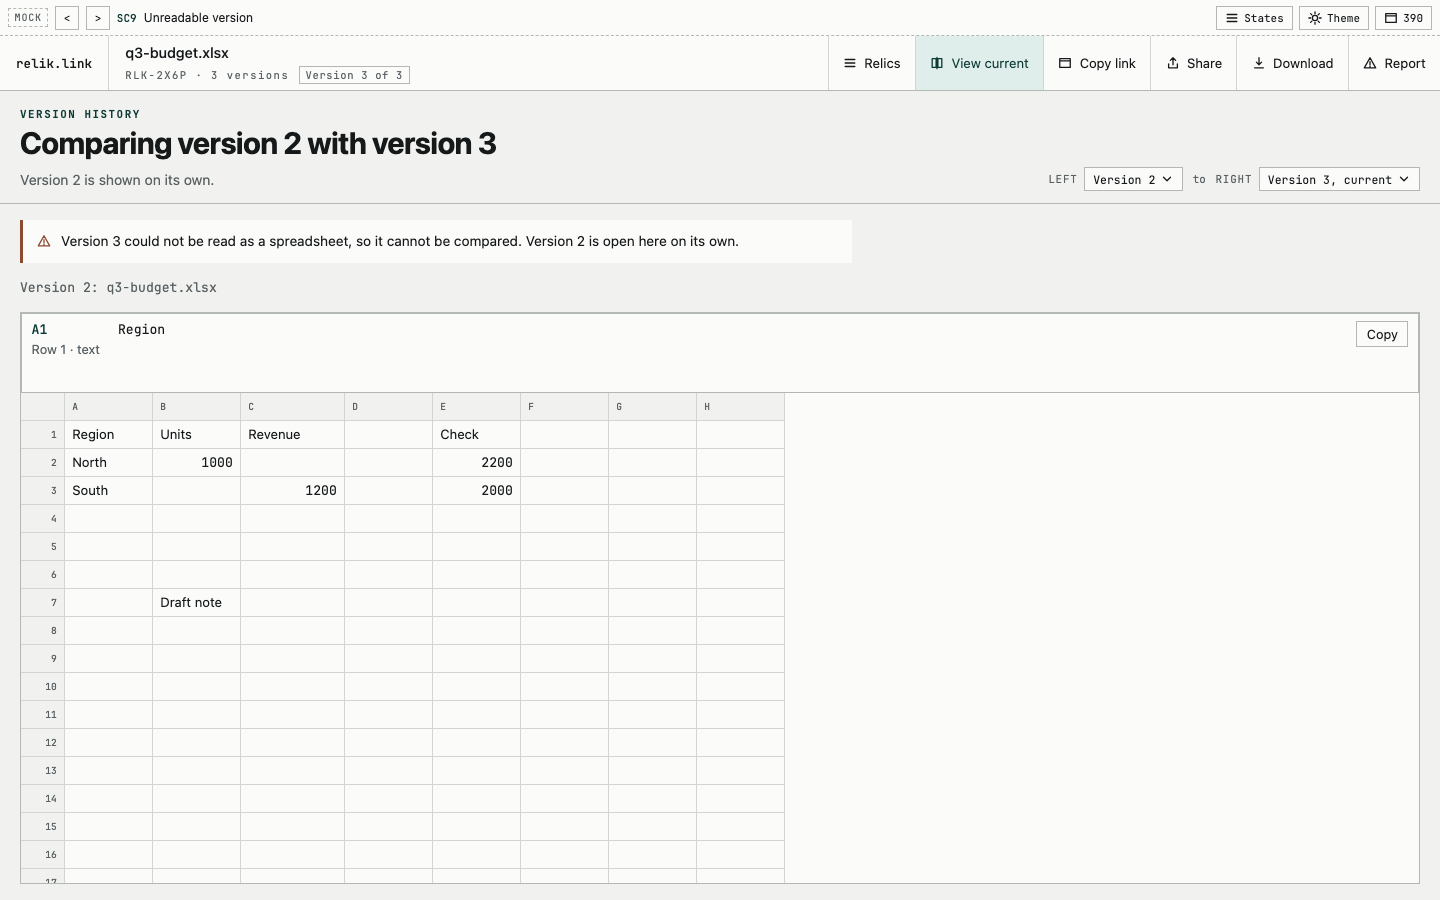 MOCK < > SC9 Unreadable version States Theme 390
relik.link q3-budget.xlsx Relics View current Copy link Share Download Report
RLK-2X6P · 3 versions Version 3 of 3
VERSION HISTORY
Comparing version 2 with version 3
Version 2 is shown on its own. LEFT Version 2 to RIGHT Version 3, current
Version 3 could not be read as a spreadsheet, so it cannot be compared. Version 2 is open here on its own.
Version 2: q3-budget.xlsx
A1 Region Copy
Row 1 · text
A B C D E F G H
1 Region Units Revenue Check
2 North 1000 2200
3 South 1200 2000
4
5
6
7 Draft note
8
9
10
11
12
13
14
15
16
17